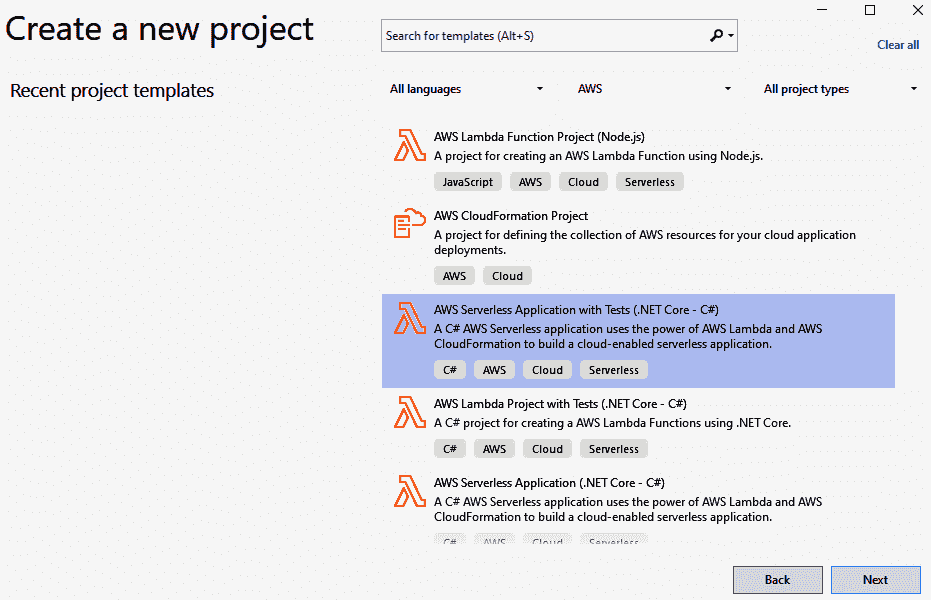 Create a new project
Search for templates (Alt+S)
Clear all
Recent project templates
All languages AWS All project types
AWS Lambda Function Project (Node.js)
A project for creating an AWS Lambda Function using Node.js.
JavaScript AWS Cloud Serverless
AWS CloudFormation Project
A project for defining the collection of AWS resources for your cloud application
deployments.
AWS Cloud
AWS Serverless Application with Tests (.NET Core - C#)
A C# AWS Serverless application uses the power of AWS Lambda and AWS
CloudFormation to build a cloud-enabled serverless application.
C# AWS Cloud Serverless
AWS Lambda Project with Tests (.NET Core - C#)
A C# project for creating a AWS Lambda Functions using .NET Core.
C# AWS Cloud Serverless
AWS Serverless Application (.NET Core - C#)
A C# AWS Serverless application uses the power of AWS Lambda and AWS
CloudFormation to build a cloud-enabled serverless application.
C# AWS Cloud Serverless
Back Next